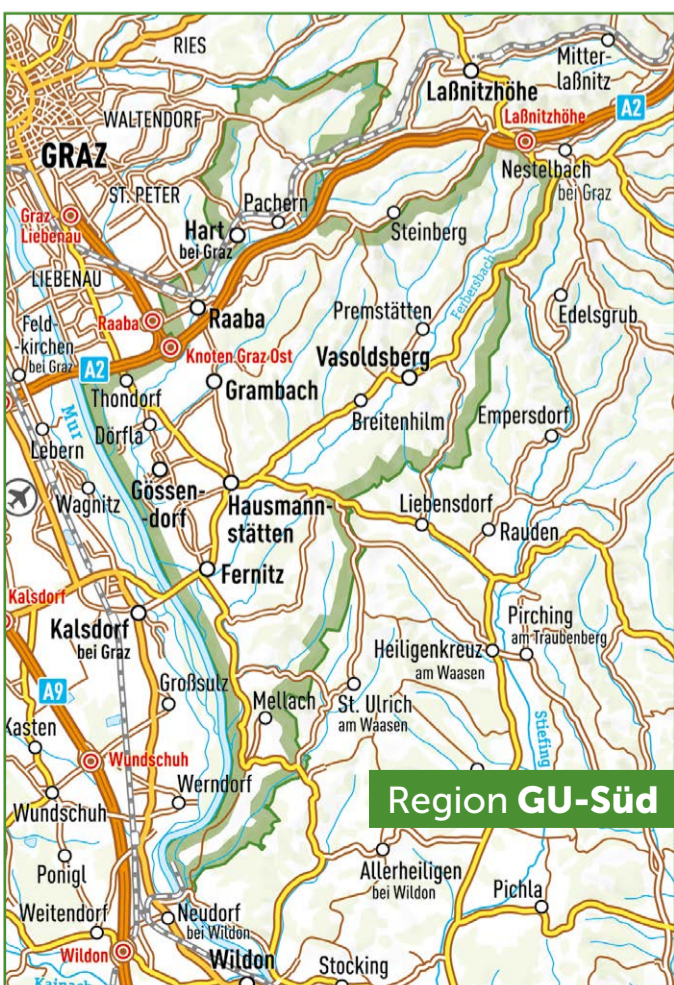 RIES
Mitter-
laßnitz
Laßnitzhöhe
Laßnitzhöhe
A2
WALTENDORF
GRAZ
Nestelbach
bei Graz
ST. PETER
Pachern
Graz
Liebenau
Hart
bei Graz
Steinberg
LIEBENAU
Ferbersbach
Edelsgrub
Premstätten
Raaba
Raaba
Feld-
-kirchen
bei Graz
Knoten Graz Ost
A2
Vasoldsberg
Thondorf
Grambach
Mur
Breitenhilm
Empersdorf
Dörfla
Lebern
Gössen-
-dorf
Wagnitz
Hausmann-
stätten
Liebensdorf
Rauden
Fernitz
Kalsdorf
Kalsdorf
bei Graz
Pirching
am Traubenberg
Heiligenkreuz
am Waasen
A9
Großsulz
Mellach
St. Ulrich
am Waasen
Stiefing
Kasten
Wundschuh
Werndorf
Wundschuh
Region GU-Süd
Ponigl
Allerheiligen
bei Wildon
Pichla
Weitendorf
Neudorf
bei Wildon
Wildon
Wildon
Stocking
Kainach